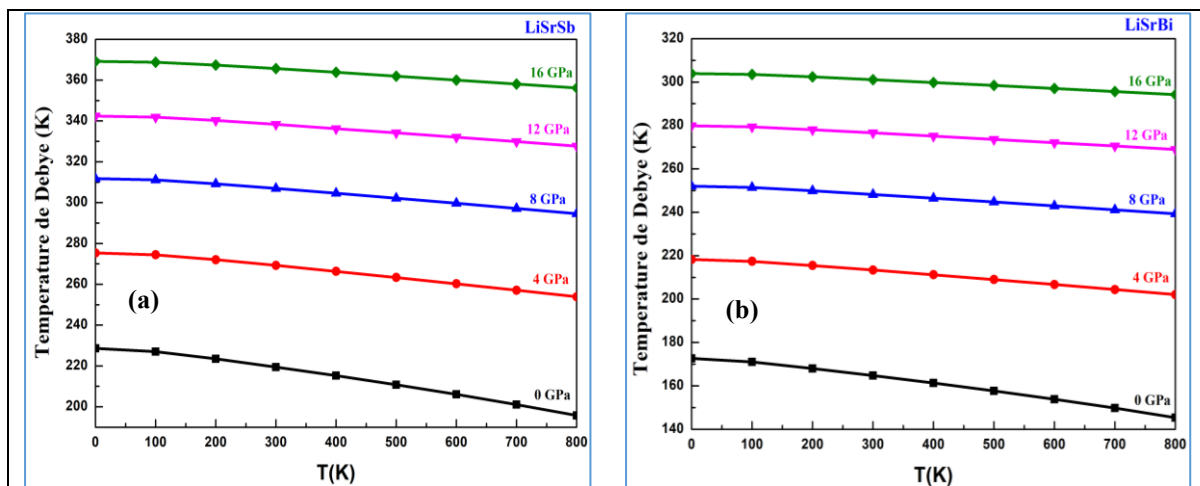 LiSrSb
Temperature de Debye (K)
380
360
340
320
300
280
260
240
220
200
16 GPa
12 GPa
8 GPa
4 GPa
0 GPa
(a)
0 100 200 300 400 500 600 700 800
T(K)
LiSrBi
Temperature de Debye (K)
320
300
280
260
240
220
200
180
160
140
16 GPa
12 GPa
8 GPa
4 GPa
0 GPa
(b)
0 100 200 300 400 500 600 700 800
T(K)